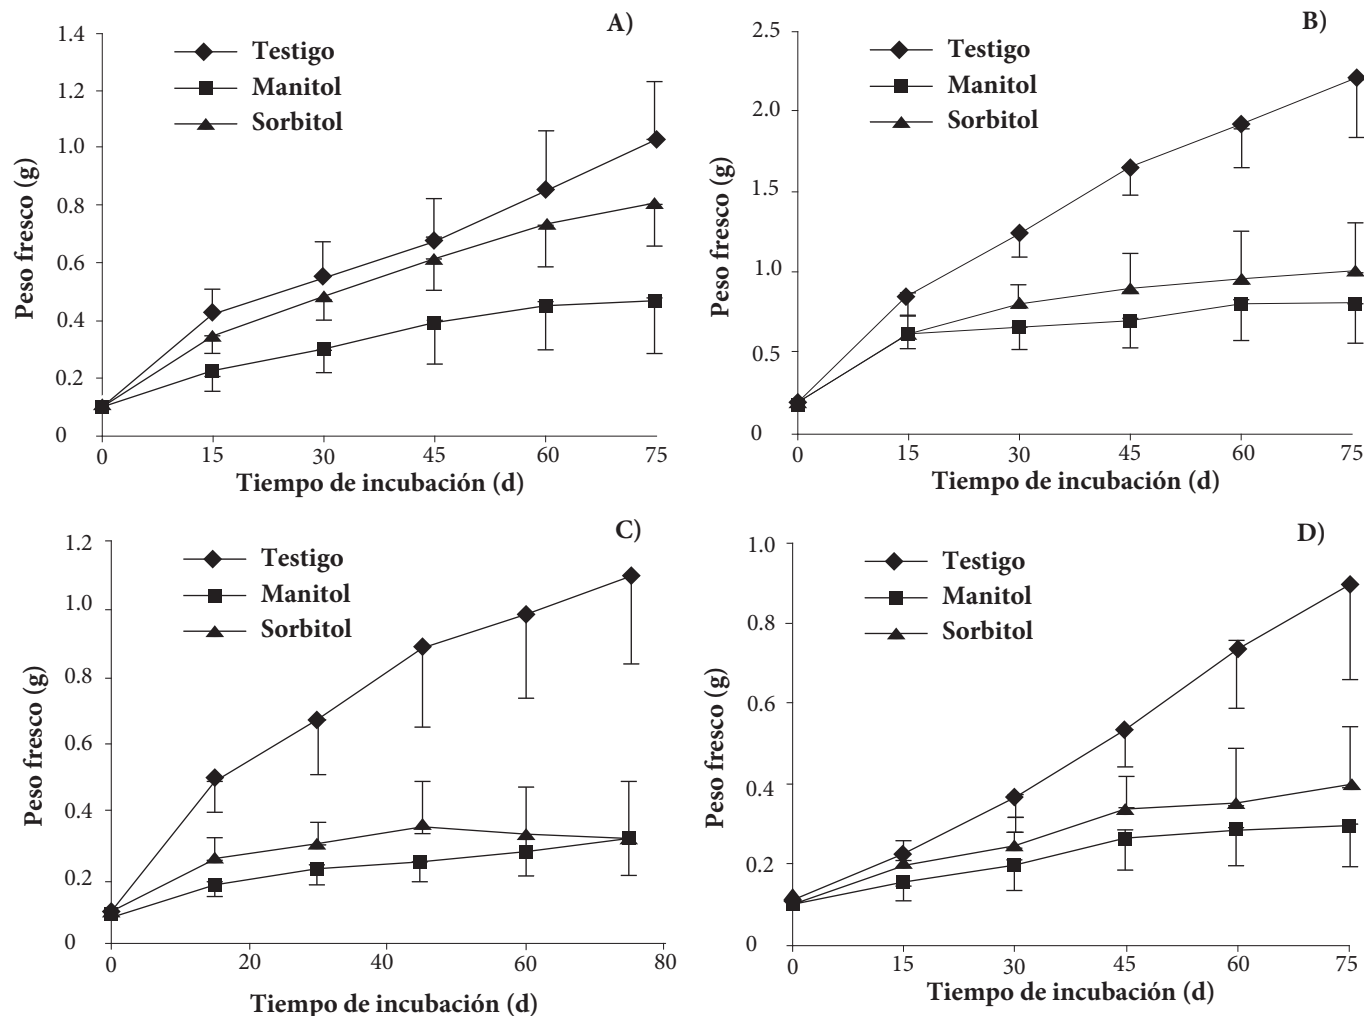 A)
Testigo
Manitol
Sorbitol
Peso fresco (g)
1.4
1.2
1.0
0.8
0.6
0.4
0.2
0
0 15 30 45 60 75
Tiempo de incubación (d)
B)
Testigo
Manitol
Sorbitol
Peso fresco (g)
2.5
2.0
1.5
1.0
0.5
0
0 15 30 45 60 75
Tiempo de incubación (d)
C)
Testigo
Manitol
Sorbitol
Peso fresco (g)
1.2
1.0
0.8
0.6
0.4
0.2
0
0 20 40 60 80
Tiempo de incubación (d)
D)
Testigo
Manitol
Sorbitol
Peso fresco (g)
1.0
0.8
0.6
0.4
0.2
0
0 15 30 45 60 75
Tiempo de incubación (d)